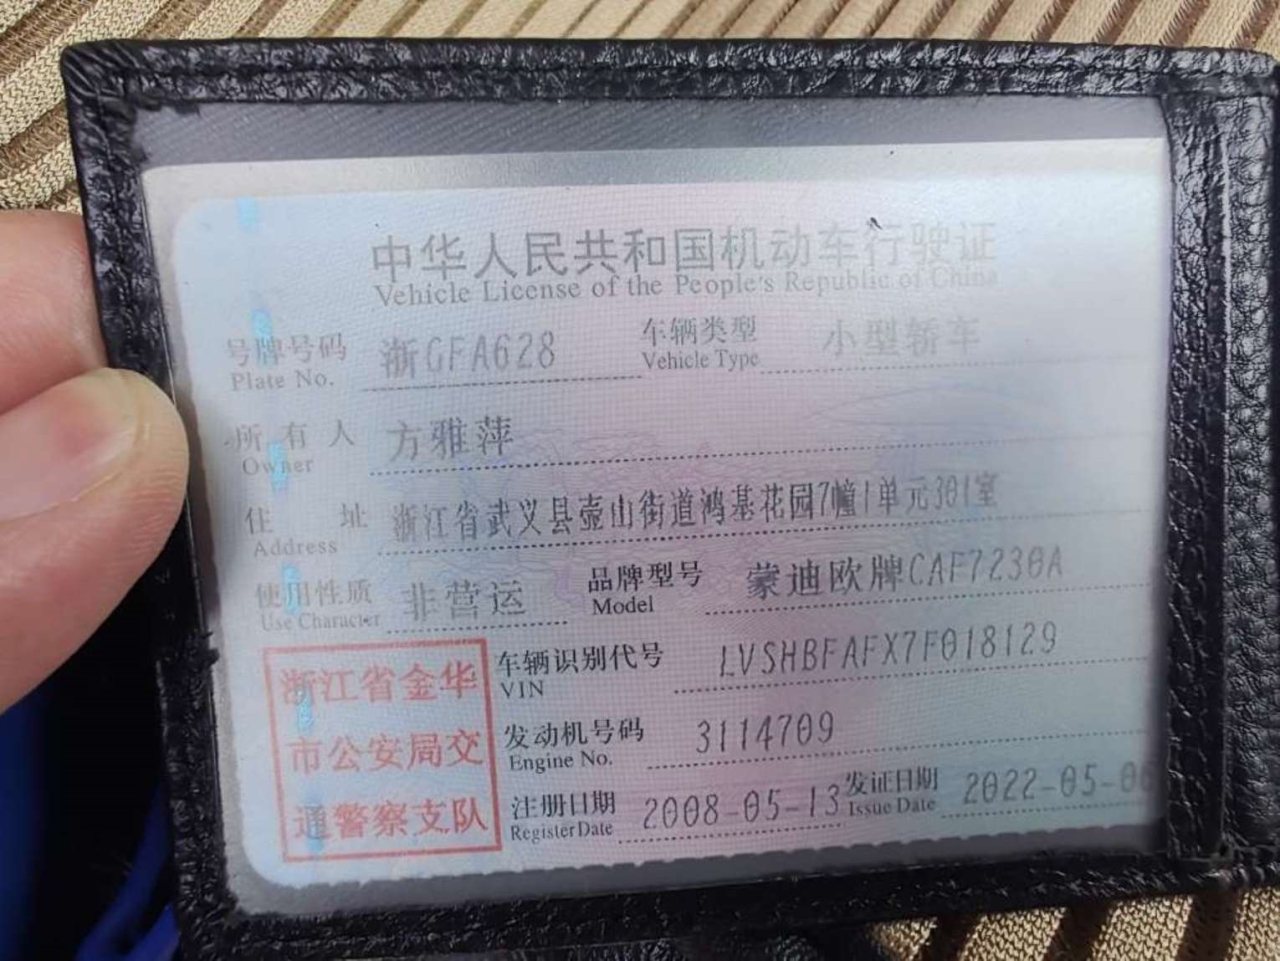 中华人民共和国机动车行驶证
Vehicle License of the People's Republic of China
号牌号码 浙GFA628 车辆类型 小型轿车
Plate No. Vehicle Type
所有人 方雅萍
Owner
住址 浙江省武义县壶山街道鸿基花园7幢1单元301室
Address
使用性质 非营运 品牌型号 蒙迪欧牌CAF7230A
Use Character Model
浙江省金华
市公安局交
通警察支队
车辆识别代号 LVSHBFAFX7F018129
VIN
发动机号码 3114709
Engine No.
注册日期 2008-05-13 发证日期 2022-05-06
Register Date Issue Date